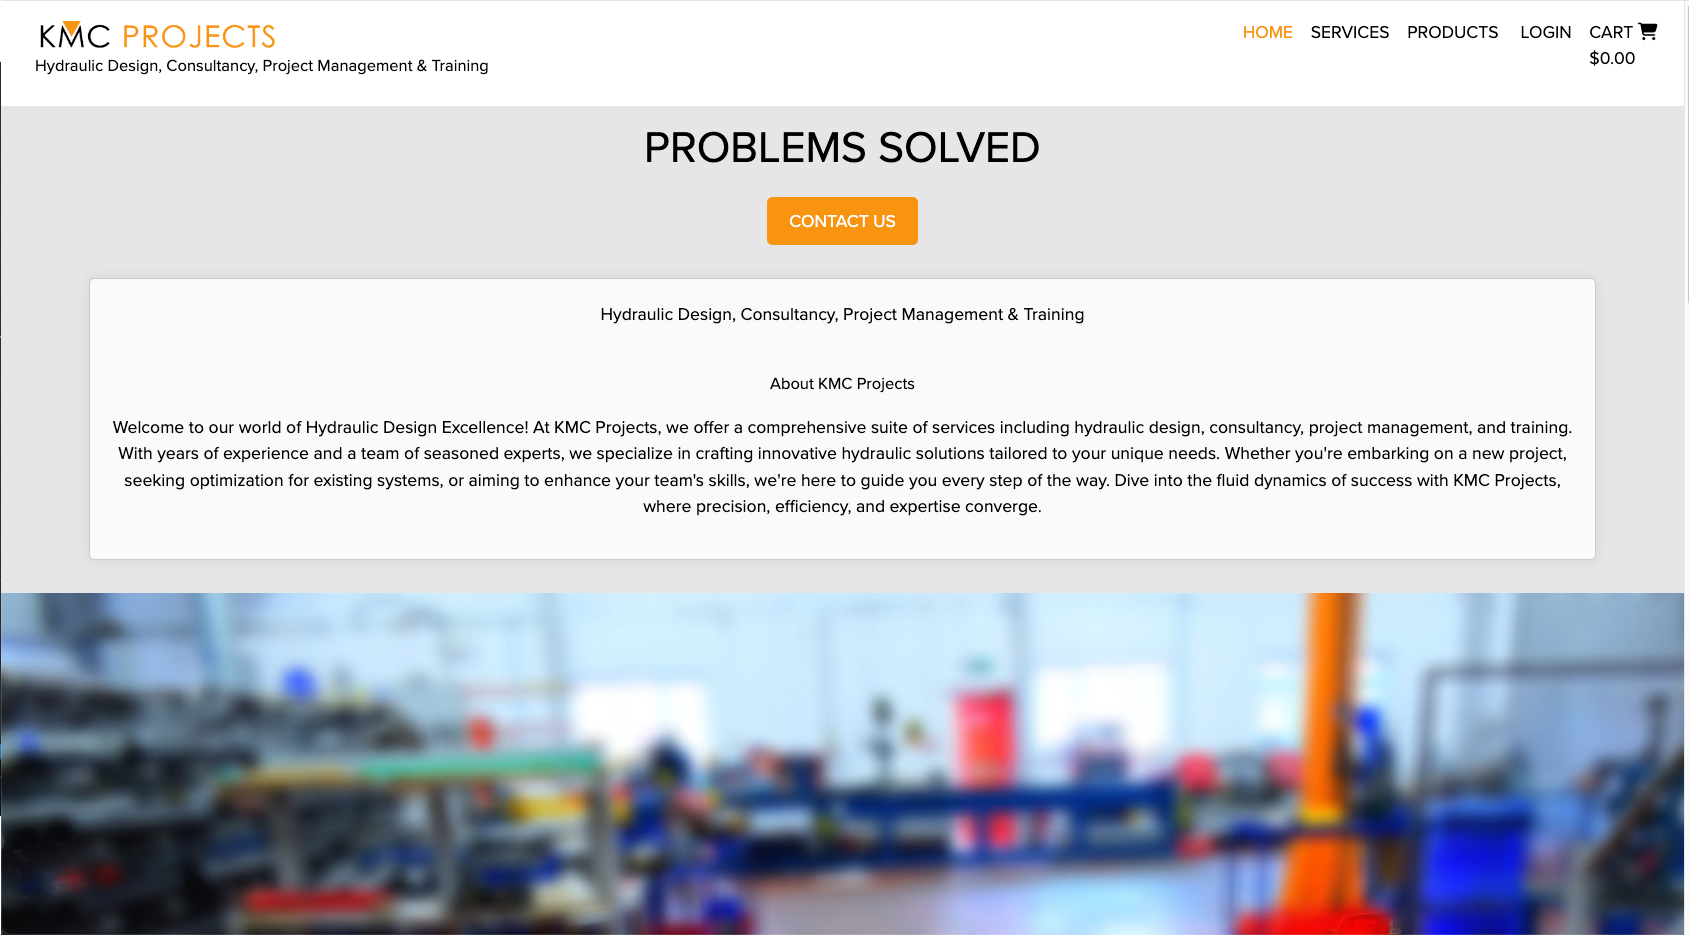 KMC PROJECTS
Hydraulic Design, Consultancy, Project Management & Training
HOME SERVICES PRODUCTS LOGIN CART
$0.00
PROBLEMS SOLVED
CONTACT US
Hydraulic Design, Consultancy, Project Management & Training
About KMC Projects
Welcome to our world of Hydraulic Design Excellence! At KMC Projects, we offer a comprehensive suite of services including hydraulic design, consultancy, project management, and training.
With years of experience and a team of seasoned experts, we specialize in crafting innovative hydraulic solutions tailored to your unique needs. Whether you're embarking on a new project,
seeking optimization for existing systems, or aiming to enhance your team's skills, we're here to guide you every step of the way. Dive into the fluid dynamics of success with KMC Projects,
where precision, efficiency, and expertise converge.